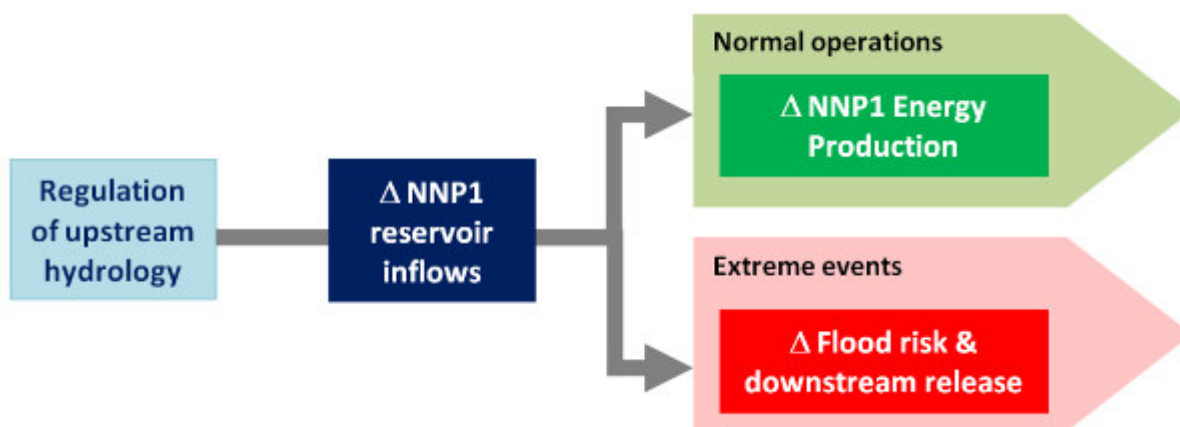 Regulation
of upstream
hydrology
Δ NNP1
reservoir
inflows
Normal operations
Δ NNP1 Energy
Production
Extreme events
Δ Flood risk &
downstream release